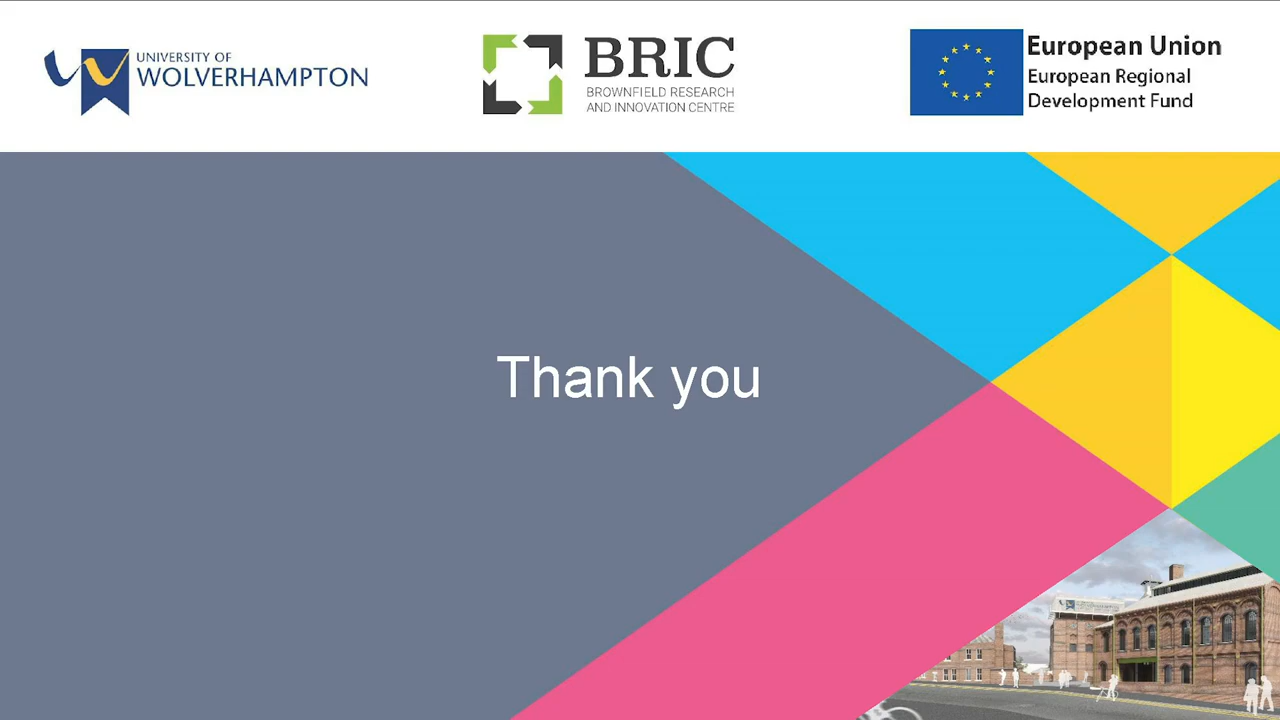 UNIVERSITY OF
WOLVERHAMPTON
BRIC
BROWNFIELD RESEARCH
AND INNOVATION CENTRE
European Union
European Regional
Development Fund
Thank you